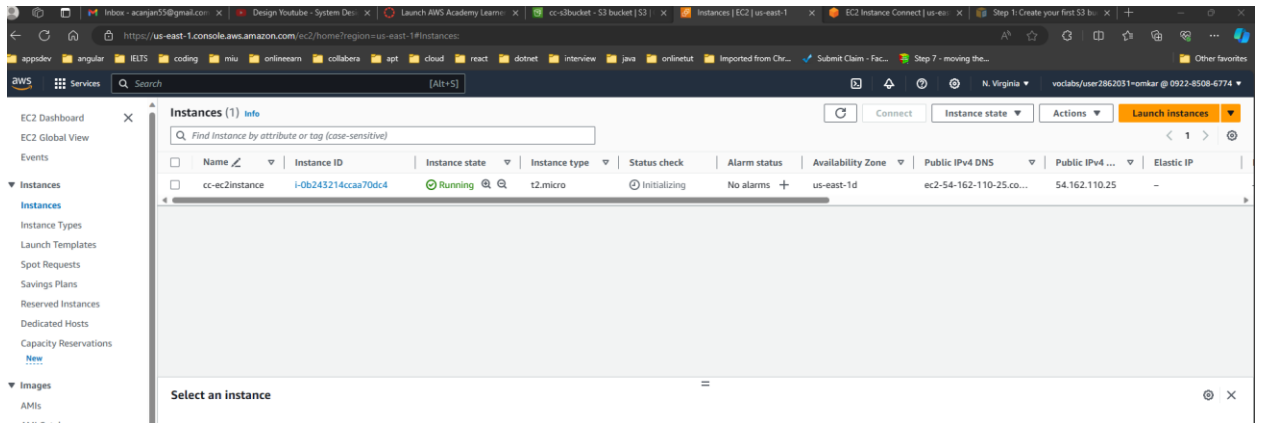 Inbox - acanjan55@gmail.com
Design Youtube - System Des
Launch AWS Academy Learne
cc-s3bucket - S3 bucket | S3 |
Instances | EC2 | us-east-1
EC2 Instance Connect | us-eas
Step 1: Create your first S3 bu
https://us-east-1.console.aws.amazon.com/ec2/home?region=us-east-1#Instances:
appsdev angular IELTS coding miu onlineearn collabera apt cloud react dotnet interview java onlinetut Imported from Chr... Submit Claim - Fac... Step 7 - moving the... Other favorites
aws Services Search [Alt+S] N. Virginia voclabs/user2862031=omkar @ 0922-8508-6774
EC2 Dashboard
EC2 Global View
Events
Instances
Instances
Instance Types
Launch Templates
Spot Requests
Savings Plans
Reserved Instances
Dedicated Hosts
Capacity Reservations
New
Images
AMIs
Instances (1) Info
Connect Instance state Actions Launch instances
Find Instance by attribute or tag (case-sensitive)
1
Name Instance ID Instance state Instance type Status check Alarm status Availability Zone Public IPv4 DNS Public IPv4 ... Elastic IP
cc-ec2instance i-0b243214ccaa70dc4 Running t2.micro Initializing No alarms + us-east-1d ec2-54-162-110-25.co... 54.162.110.25 –
Select an instance